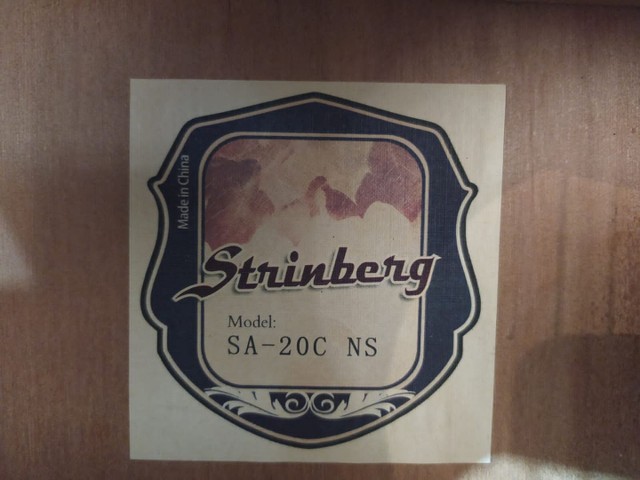 Made in China
Strinberg
Model:
SA-20C NS